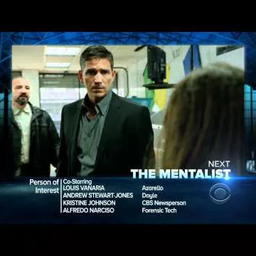 NEXT
THE MENTALIST
Person of Interest
Co-Starring
LOUIS VANARIA Azarello
ANDREW STEWART-JONES Doyle
KRISTINE JOHNSON CBS Newsperson
ALFREDO NARCISO Forensic Tech